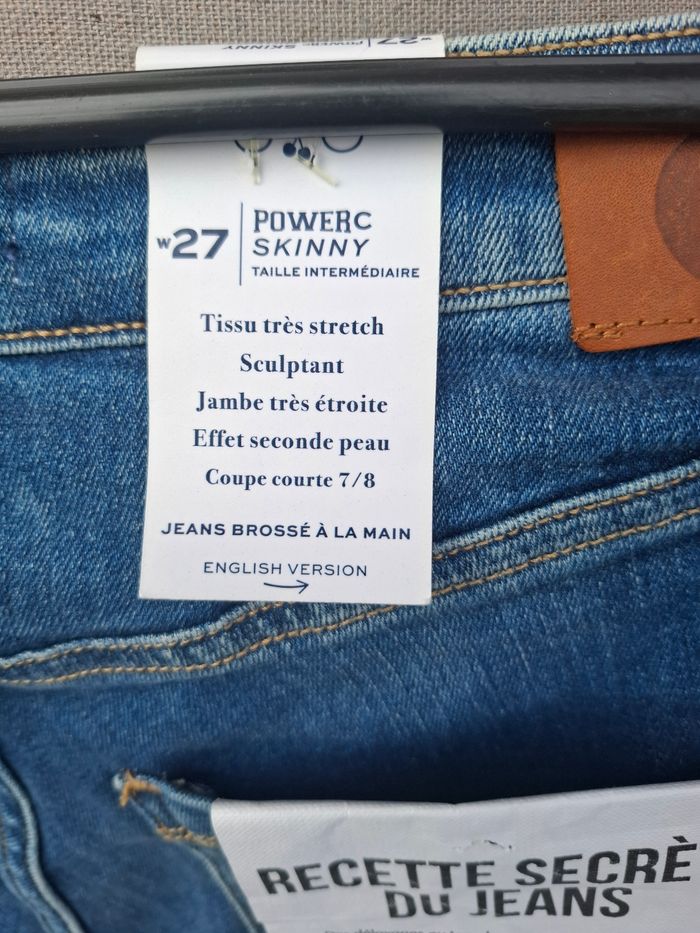 w27
POWERC
SKINNY
TAILLE INTERMÉDIAIRE
Tissu très stretch
Sculptant
Jambe très étroite
Effet seconde peau
Coupe courte 7/8
JEANS BROSSÉ À LA MAIN
ENGLISH VERSION
RECETTE SECRÈ
DU JEANS